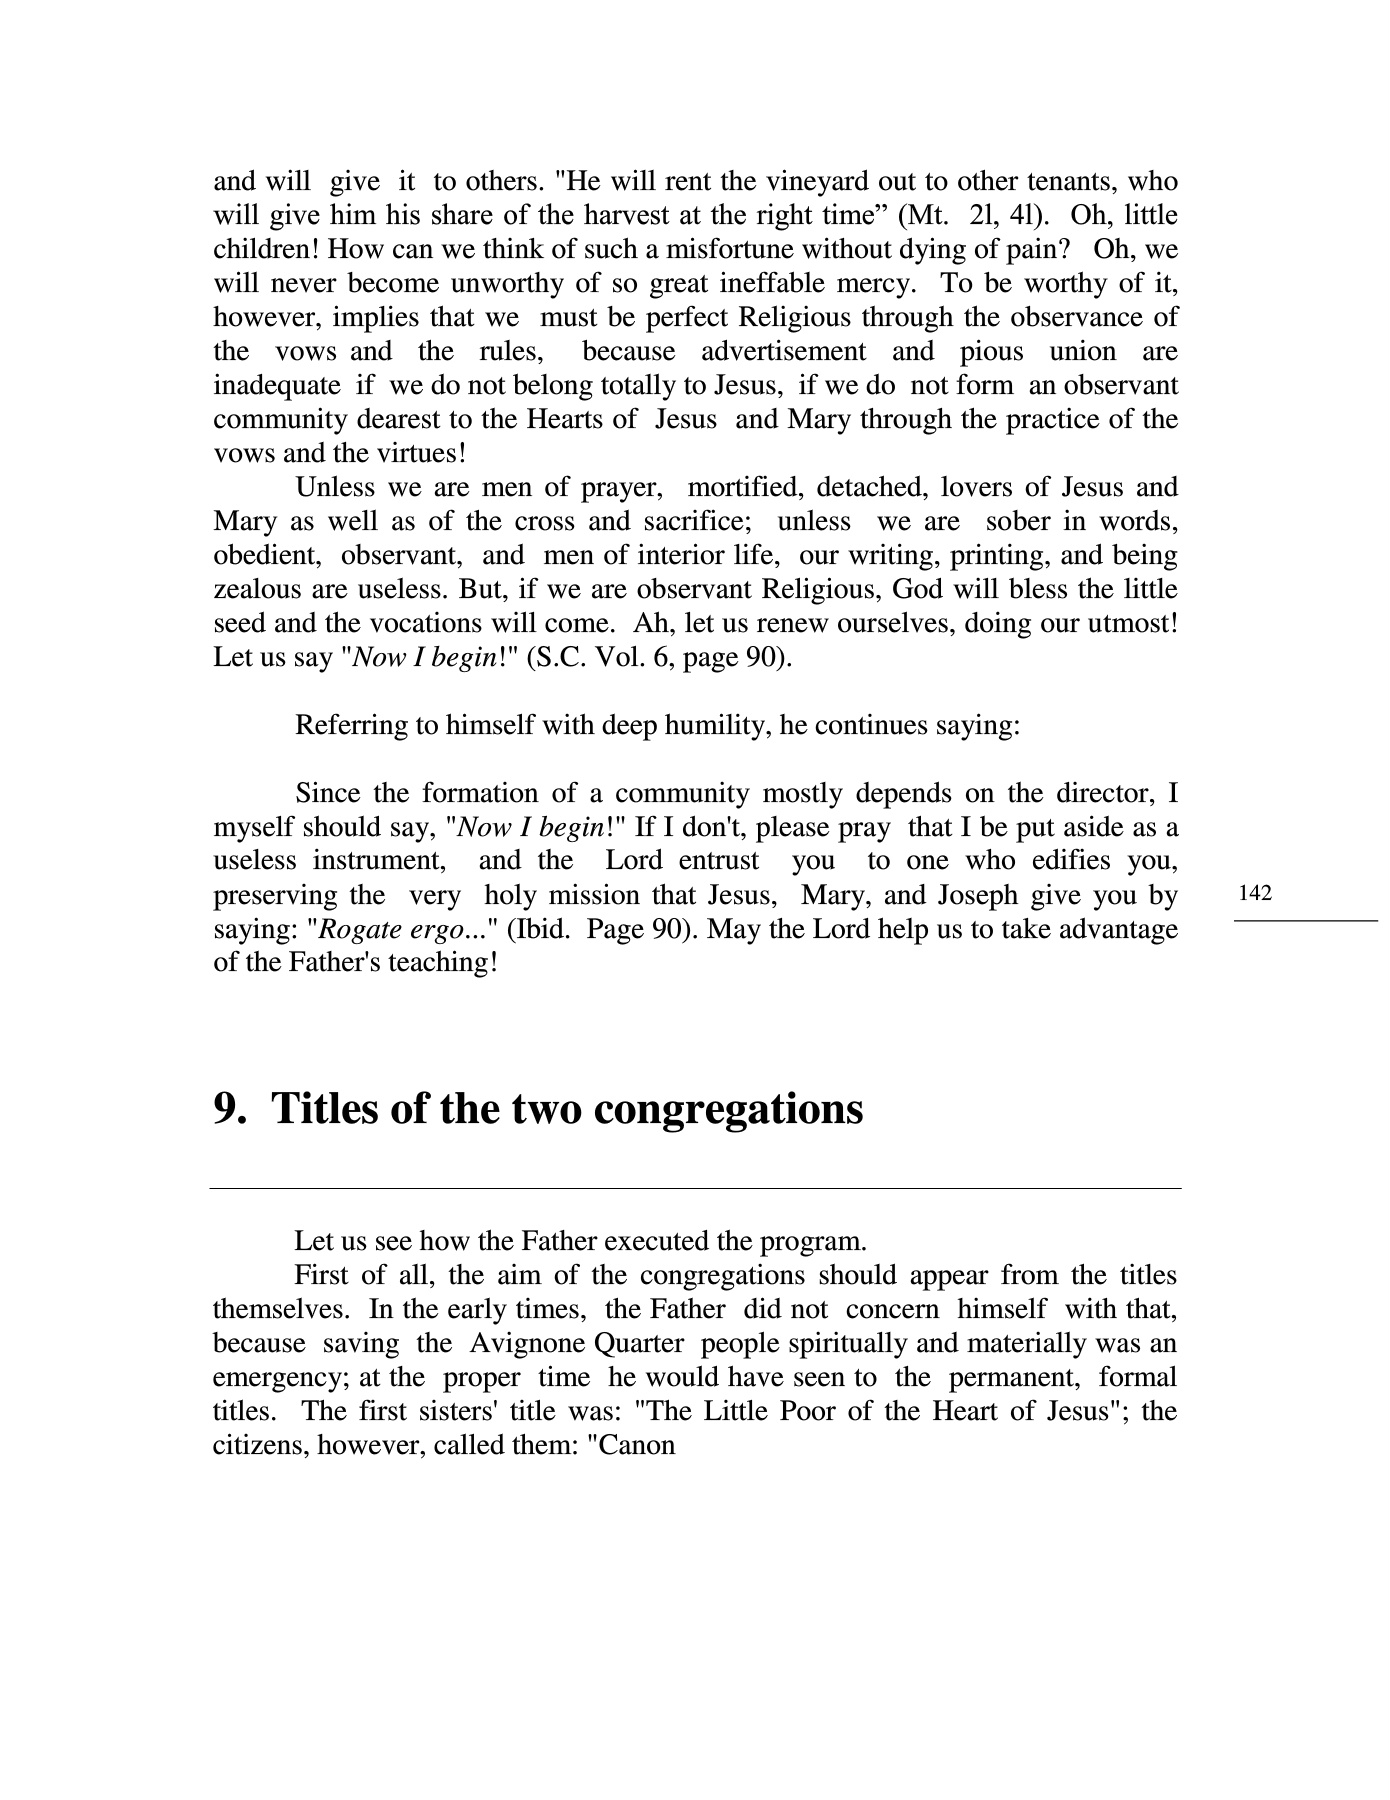 and will give it to others. "He will rent the vineyard out to other tenants, who
will give him his share of the harvest at the right time” (Mt. 2l, 4l). Oh, little
children! How can we think of such a misfortune without dying of pain? Oh, we
will never become unworthy of so great ineffable mercy. To be worthy of it,
however, implies that we must be perfect Religious through the observance of
the vows and the rules, because advertisement and pious union are
inadequate if we do not belong totally to Jesus, if we do not form an observant
community dearest to the Hearts of Jesus and Mary through the practice of the
vows and the virtues!
Unless we are men of prayer, mortified, detached, lovers of Jesus and
Mary as well as of the cross and sacrifice; unless we are sober in words,
obedient, observant, and men of interior life, our writing, printing, and being
zealous are useless. But, if we are observant Religious, God will bless the little
seed and the vocations will come. Ah, let us renew ourselves, doing our utmost!
Let us say "Now I begin!" (S.C. Vol. 6, page 90).
Referring to himself with deep humility, he continues saying:
Since the formation of a community mostly depends on the director, I
myself should say, "Now I begin!" If I don't, please pray that I be put aside as a
useless instrument, and the Lord entrust you to one who edifies you,
preserving the very holy mission that Jesus, Mary, and Joseph give you by
saying: "Rogate ergo..." (Ibid. Page 90). May the Lord help us to take advantage
of the Father's teaching!
142
9. Titles of the two congregations
Let us see how the Father executed the program.
First of all, the aim of the congregations should appear from the titles
themselves. In the early times, the Father did not concern himself with that,
because saving the Avignone Quarter people spiritually and materially was an
emergency; at the proper time he would have seen to the permanent, formal
titles. The first sisters' title was: "The Little Poor of the Heart of Jesus"; the
citizens, however, called them: "Canon